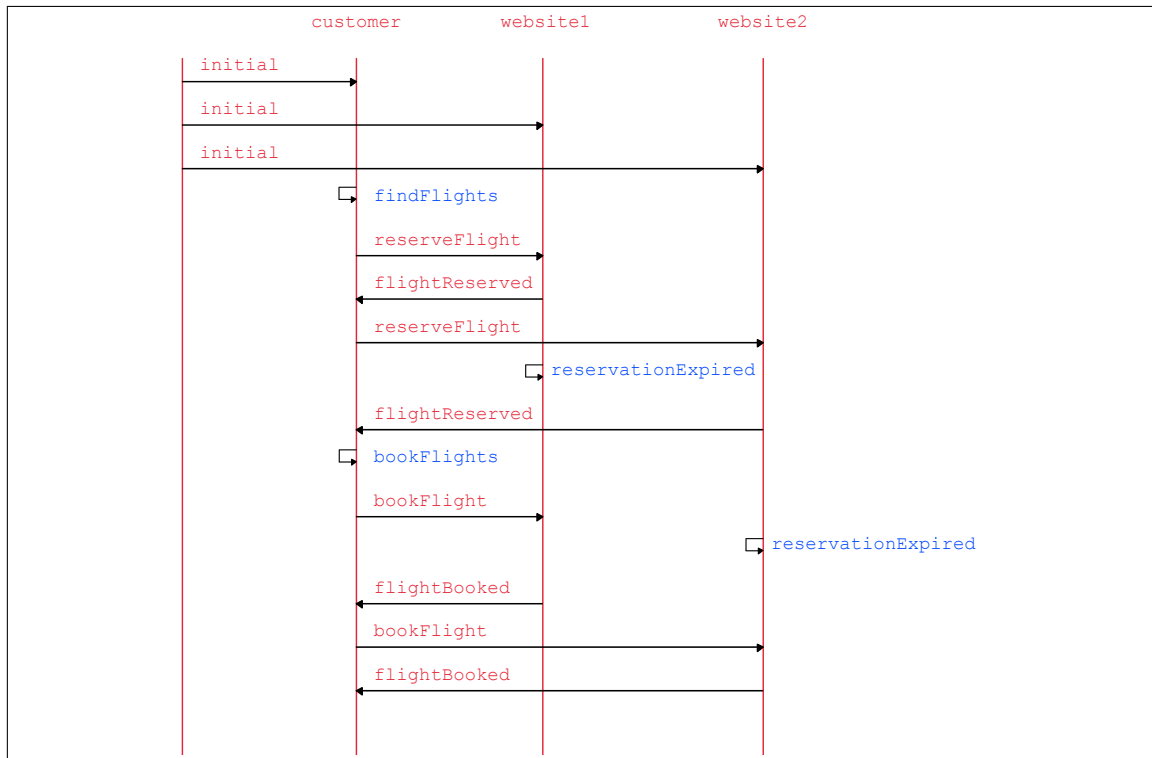 customer website1 website2
initial
initial
initial
findFlights
reserveFlight
flightReserved
reserveFlight
reservationExpired
flightReserved
bookFlights
bookFlight
reservationExpired
flightBooked
bookFlight
flightBooked